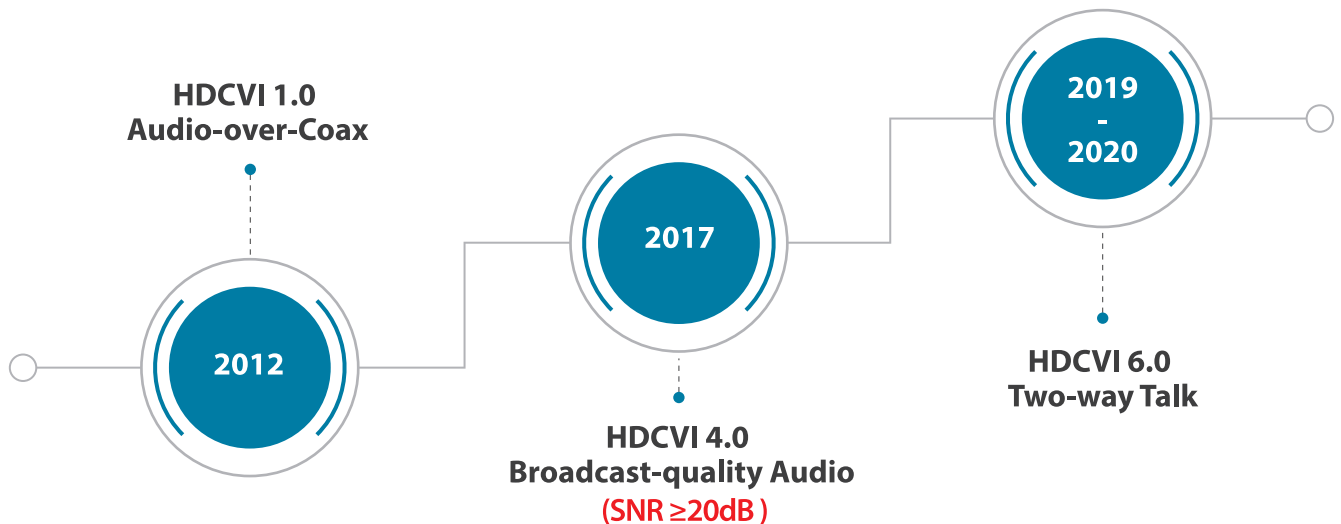 HDCVI 1.0
Audio-over-Coax
2012
2017
HDCVI 4.0
Broadcast-quality Audio
(SNR ≥20dB )
2019
-
2020
HDCVI 6.0
Two-way Talk